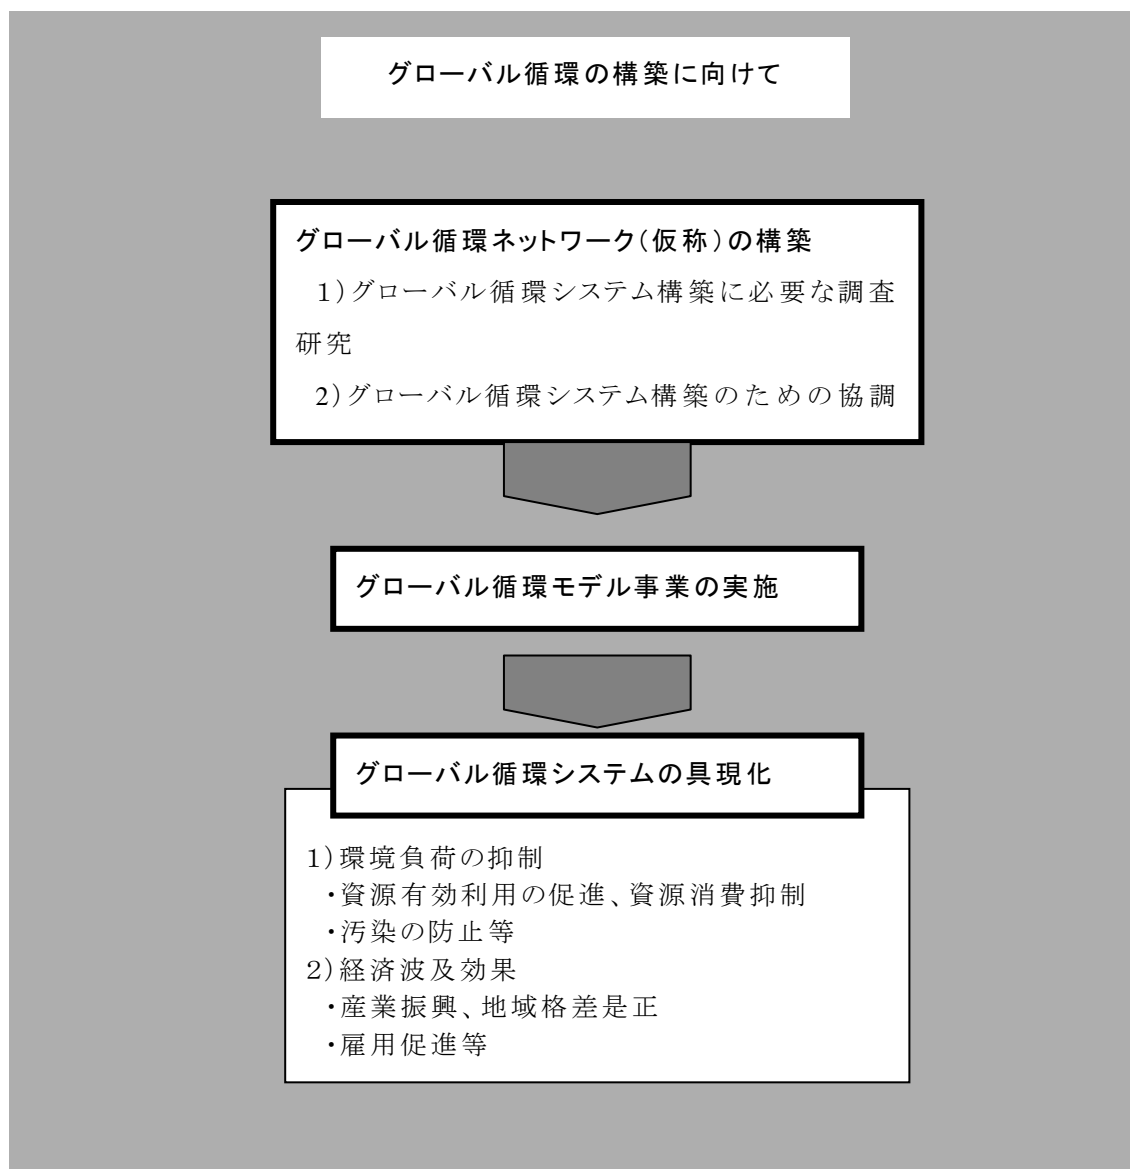 グローバル循環の構築に向けて
グローバル循環ネットワーク(仮称)の構築
1)グローバル循環システム構築に必要な調査
研究
2)グローバル循環システム構築のための協調
グローバル循環モデル事業の実施
グローバル循環システムの具現化
1)環境負荷の抑制
・資源有効利用の促進、資源消費抑制
・汚染の防止等
2)経済波及効果
・産業振興、地域格差是正
・雇用促進等